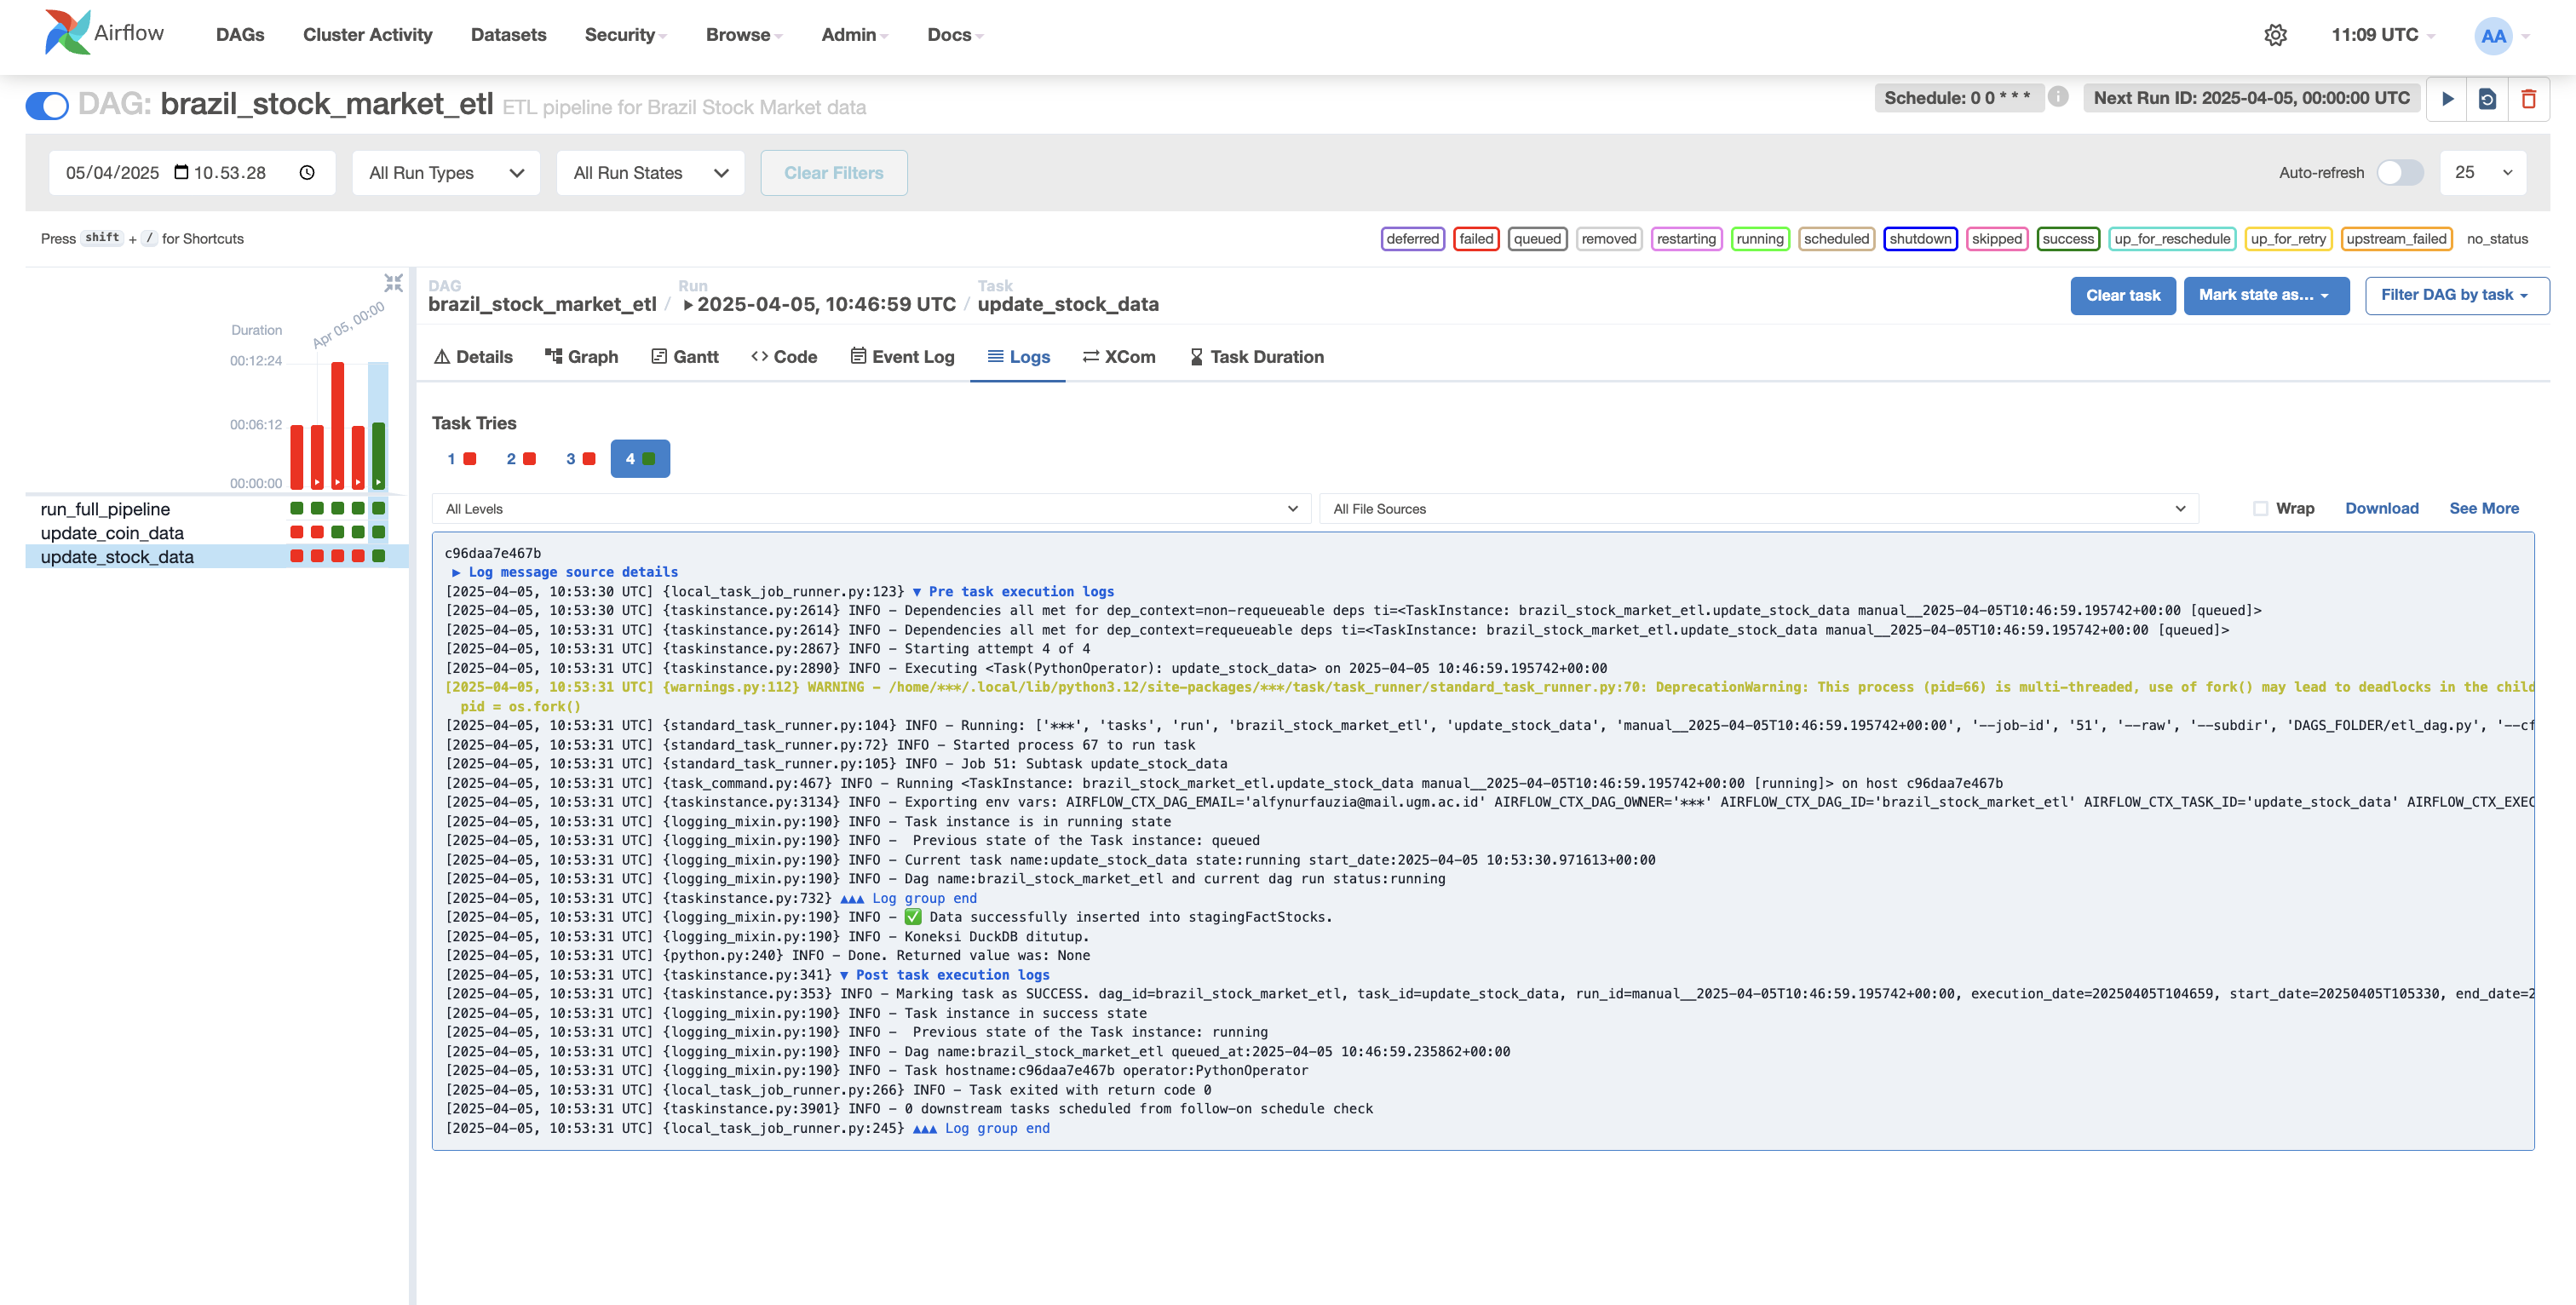 Airflow DAGs Cluster Activity Datasets Security Browse Admin Docs 11:09 UTC AA
DAG: brazil_stock_market_etl ETL pipeline for Brazil Stock Market data Schedule: 0 0 * * * i Next Run ID: 2025-04-05, 00:00:00 UTC
05/04/2025 10.53.28 All Run Types All Run States Clear Filters Auto-refresh 25
Press shift + / for Shortcuts deferred failed queued removed restarting running scheduled shutdown skipped success up_for_reschedule up_for_retry upstream_failed no_status
DAG Run Task
brazil_stock_market_etl / 2025-04-05, 10:46:59 UTC / update_stock_data Clear task Mark state as... Filter DAG by task
Duration Apr 05, 00:00
00:12:24
00:06:12
00:00:00
run_full_pipeline
update_coin_data
update_stock_data
Details Graph Gantt Code Event Log Logs XCom Task Duration
Task Tries
1 2 3 4
All Levels All File Sources Wrap Download See More
c96daa7e467b
▶ Log message source details
[2025-04-05, 10:53:30 UTC] {local_task_job_runner.py:123} ▼ Pre task execution logs
[2025-04-05, 10:53:30 UTC] {taskinstance.py:2614} INFO - Dependencies all met for dep_context=non-requeueable deps ti=<TaskInstance: brazil_stock_market_etl.update_stock_data manual__2025-04-05T10:46:59.195742+00:00 [queued]>
[2025-04-05, 10:53:31 UTC] {taskinstance.py:2614} INFO - Dependencies all met for dep_context=requeueable deps ti=<TaskInstance: brazil_stock_market_etl.update_stock_data manual__2025-04-05T10:46:59.195742+00:00 [queued]>
[2025-04-05, 10:53:31 UTC] {taskinstance.py:2867} INFO - Starting attempt 4 of 4
[2025-04-05, 10:53:31 UTC] {taskinstance.py:2890} INFO - Executing <Task(PythonOperator): update_stock_data> on 2025-04-05 10:46:59.195742+00:00
[2025-04-05, 10:53:31 UTC] {warnings.py:112} WARNING - /home/***/.local/lib/python3.12/site-packages/***/task/task_runner/standard_task_runner.py:70: DeprecationWarning: This process (pid=66) is multi-threaded, use of fork() may lead to deadlocks in the child
pid = os.fork()
[2025-04-05, 10:53:31 UTC] {standard_task_runner.py:104} INFO - Running: ['***', 'tasks', 'run', 'brazil_stock_market_etl', 'update_stock_data', 'manual__2025-04-05T10:46:59.195742+00:00', '--job-id', '51', '--raw', '--subdir', 'DAGS_FOLDER/etl_dag.py', '--cf
[2025-04-05, 10:53:31 UTC] {standard_task_runner.py:72} INFO - Started process 67 to run task
[2025-04-05, 10:53:31 UTC] {standard_task_runner.py:105} INFO - Job 51: Subtask update_stock_data
[2025-04-05, 10:53:31 UTC] {task_command.py:467} INFO - Running <TaskInstance: brazil_stock_market_etl.update_stock_data manual__2025-04-05T10:46:59.195742+00:00 [running]> on host c96daa7e467b
[2025-04-05, 10:53:31 UTC] {taskinstance.py:3134} INFO - Exporting env vars: AIRFLOW_CTX_DAG_EMAIL='alfynurfauzia@mail.ugm.ac.id' AIRFLOW_CTX_DAG_OWNER='***' AIRFLOW_CTX_DAG_ID='brazil_stock_market_etl' AIRFLOW_CTX_TASK_ID='update_stock_data' AIRFLOW_CTX_EXEC
[2025-04-05, 10:53:31 UTC] {logging_mixin.py:190} INFO - Task instance is in running state
[2025-04-05, 10:53:31 UTC] {logging_mixin.py:190} INFO -  Previous state of the Task instance: queued
[2025-04-05, 10:53:31 UTC] {logging_mixin.py:190} INFO - Current task name:update_stock_data state:running start_date:2025-04-05 10:53:30.971613+00:00
[2025-04-05, 10:53:31 UTC] {logging_mixin.py:190} INFO - Dag name:brazil_stock_market_etl and current dag run status:running
[2025-04-05, 10:53:31 UTC] {taskinstance.py:732} ▲▲▲ Log group end
[2025-04-05, 10:53:31 UTC] {logging_mixin.py:190} INFO - ✅ Data successfully inserted into stagingFactStocks.
[2025-04-05, 10:53:31 UTC] {logging_mixin.py:190} INFO - Koneksi DuckDB ditutup.
[2025-04-05, 10:53:31 UTC] {python.py:240} INFO - Done. Returned value was: None
[2025-04-05, 10:53:31 UTC] {taskinstance.py:341} ▼ Post task execution logs
[2025-04-05, 10:53:31 UTC] {taskinstance.py:353} INFO - Marking task as SUCCESS. dag_id=brazil_stock_market_etl, task_id=update_stock_data, run_id=manual__2025-04-05T10:46:59.195742+00:00, execution_date=20250405T104659, start_date=20250405T105330, end_date=2
[2025-04-05, 10:53:31 UTC] {logging_mixin.py:190} INFO - Task instance in success state
[2025-04-05, 10:53:31 UTC] {logging_mixin.py:190} INFO -  Previous state of the Task instance: running
[2025-04-05, 10:53:31 UTC] {logging_mixin.py:190} INFO - Dag name:brazil_stock_market_etl queued_at:2025-04-05 10:46:59.235862+00:00
[2025-04-05, 10:53:31 UTC] {logging_mixin.py:190} INFO - Task hostname:c96daa7e467b operator:PythonOperator
[2025-04-05, 10:53:31 UTC] {local_task_job_runner.py:266} INFO - Task exited with return code 0
[2025-04-05, 10:53:31 UTC] {taskinstance.py:3901} INFO - 0 downstream tasks scheduled from follow-on schedule check
[2025-04-05, 10:53:31 UTC] {local_task_job_runner.py:245} ▲▲▲ Log group end